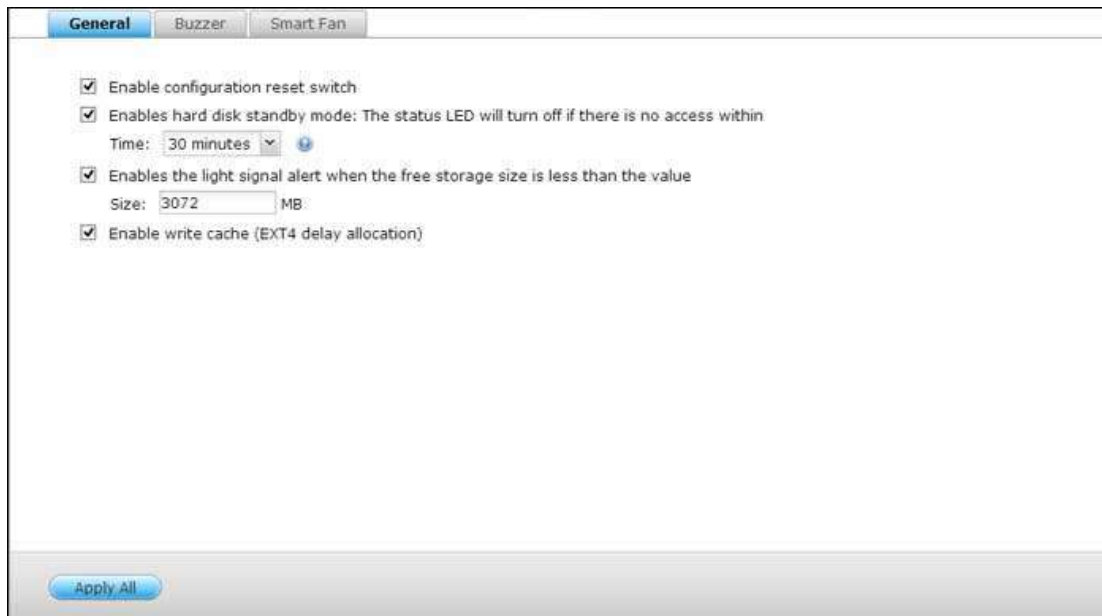 General Buzzer Smart Fan
Enable configuration reset switch
Enables hard disk standby mode: The status LED will turn off if there is no access within
Time: 30 minutes
Enables the light signal alert when the free storage size is less than the value
Size: 3072 MB
Enable write cache (EXT4 delay allocation)
Apply All